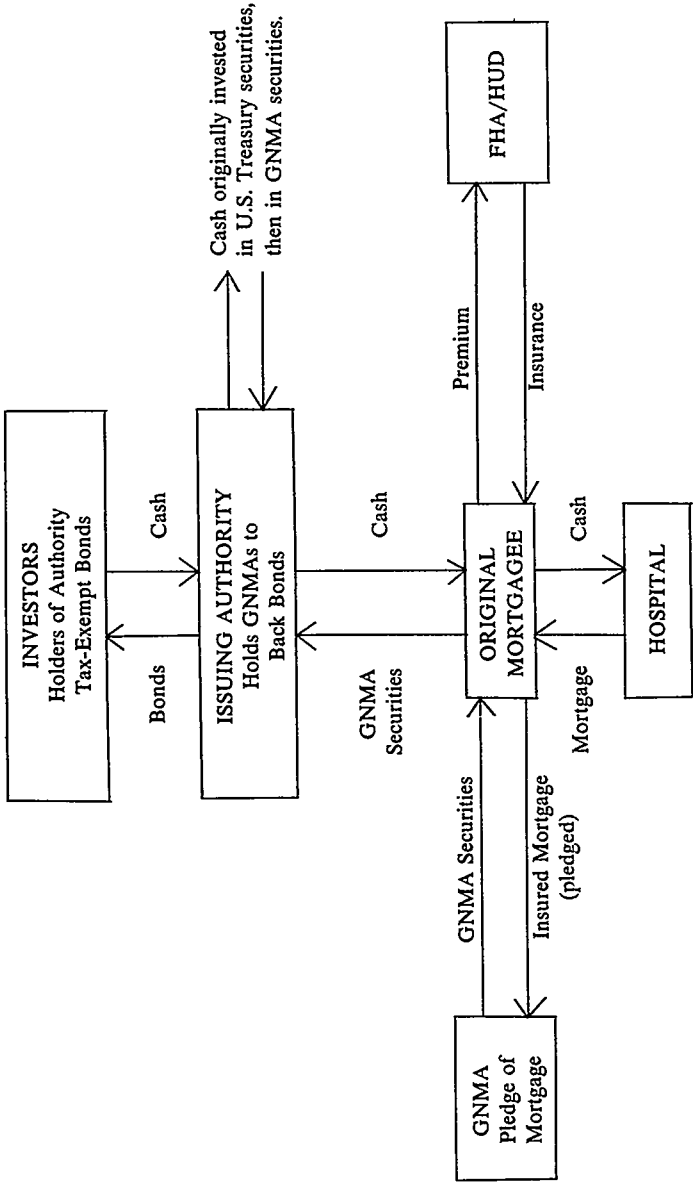 INVESTORS
Holders of Authority
Tax-Exempt Bonds
Bonds
Cash
ISSUING AUTHORITY
Holds GNMAs to
Back Bonds
Cash originally invested
in U.S. Treasury securities,
then in GNMA securities.
GNMA
Securities
Cash
GNMA
Pledge of
Mortgage
GNMA Securities
Insured Mortgage
(pledged)
ORIGINAL
MORTGAGEE
Premium
Insurance
FHA/HUD
Mortgage
Cash
HOSPITAL